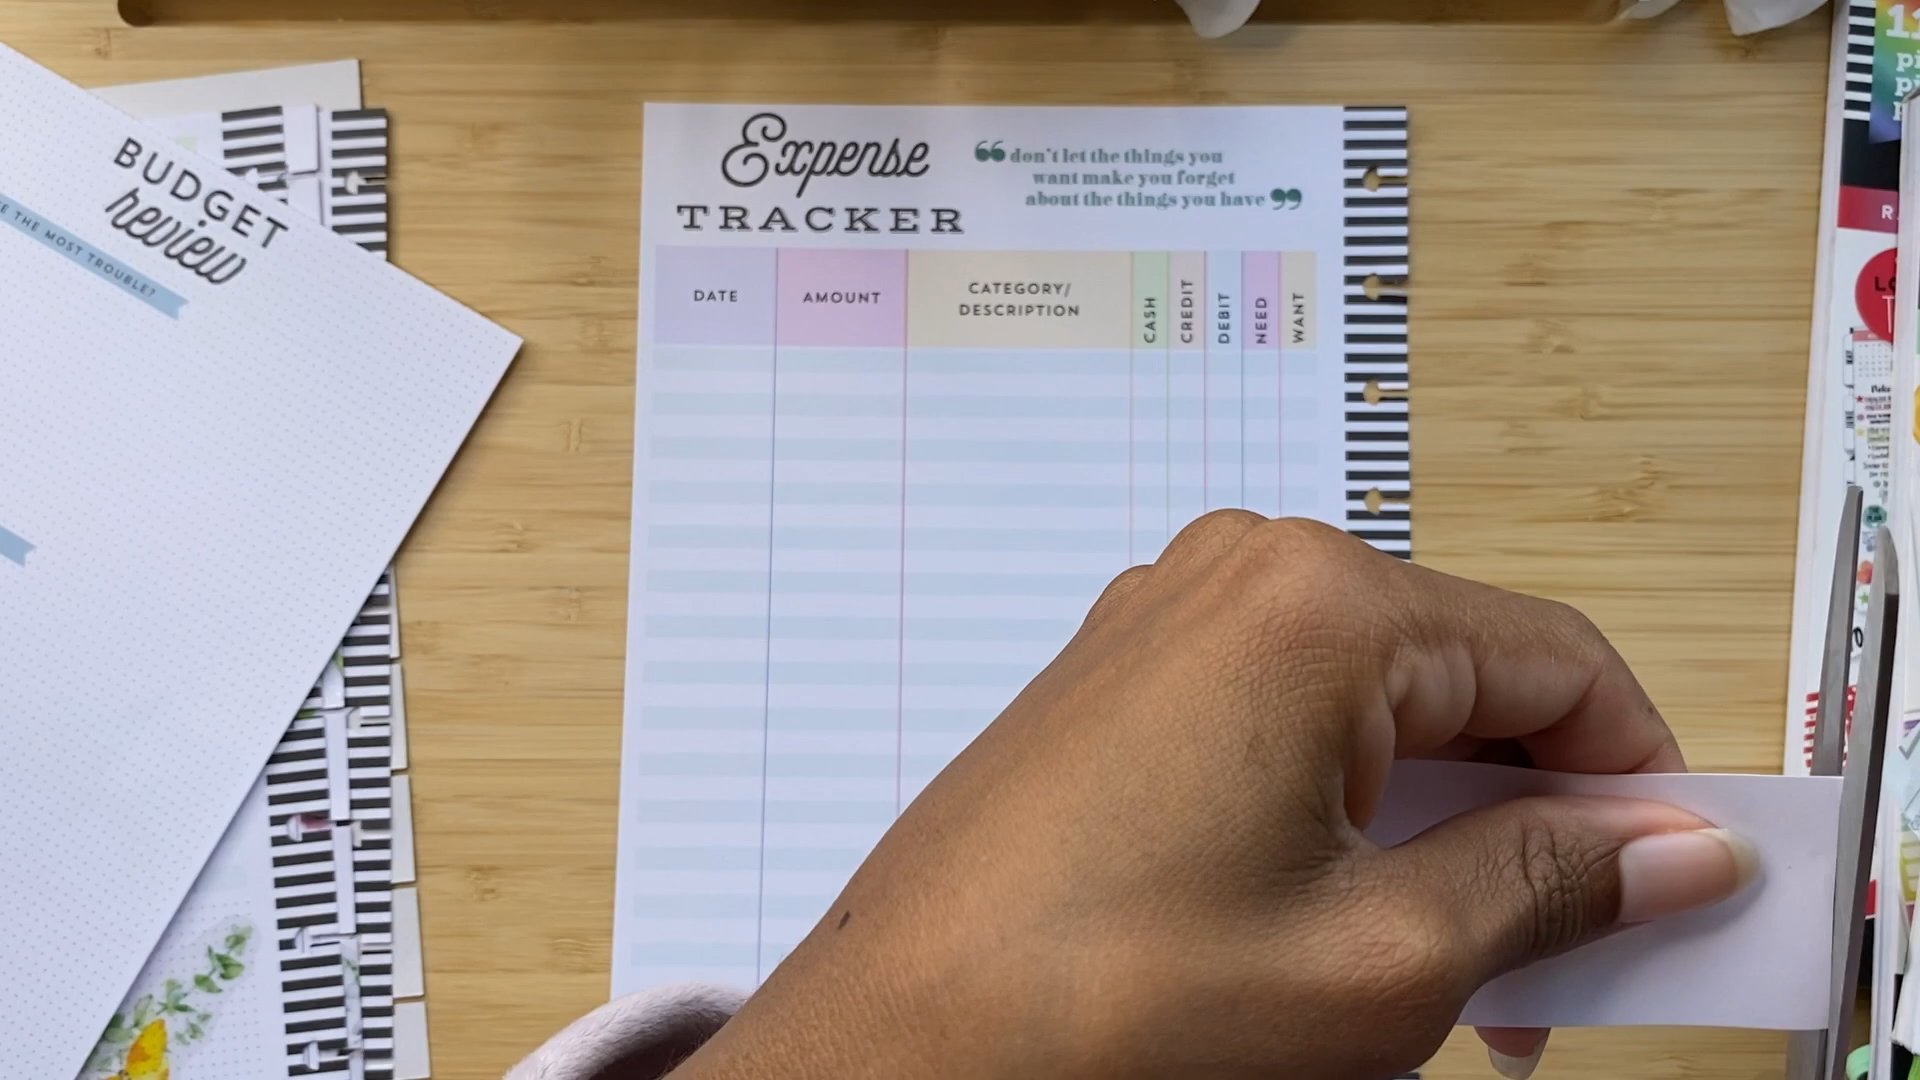 BUDGET
review
THE MOST TROUBLE?
Expense
TRACKER
“don't let the things you
want make you forget
about the things you have”
DATE
AMOUNT
CATEGORY/
DESCRIPTION
CASH
CREDIT
DEBIT
NEED
WANT